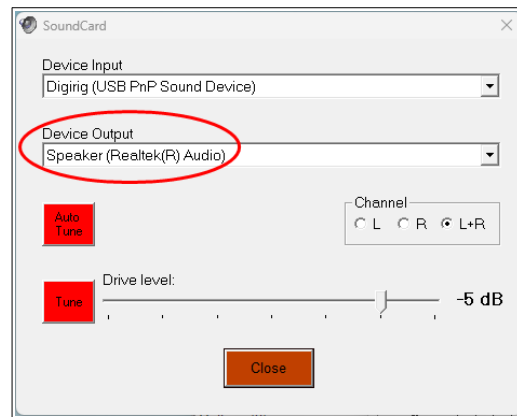 SoundCard
Device Input
Digirig (USB PnP Sound Device)
Device Output
Speaker (Realtek(R) Audio)
Auto
Tune
Channel
L R L+R
Drive level:
Tune
-5 dB
Close